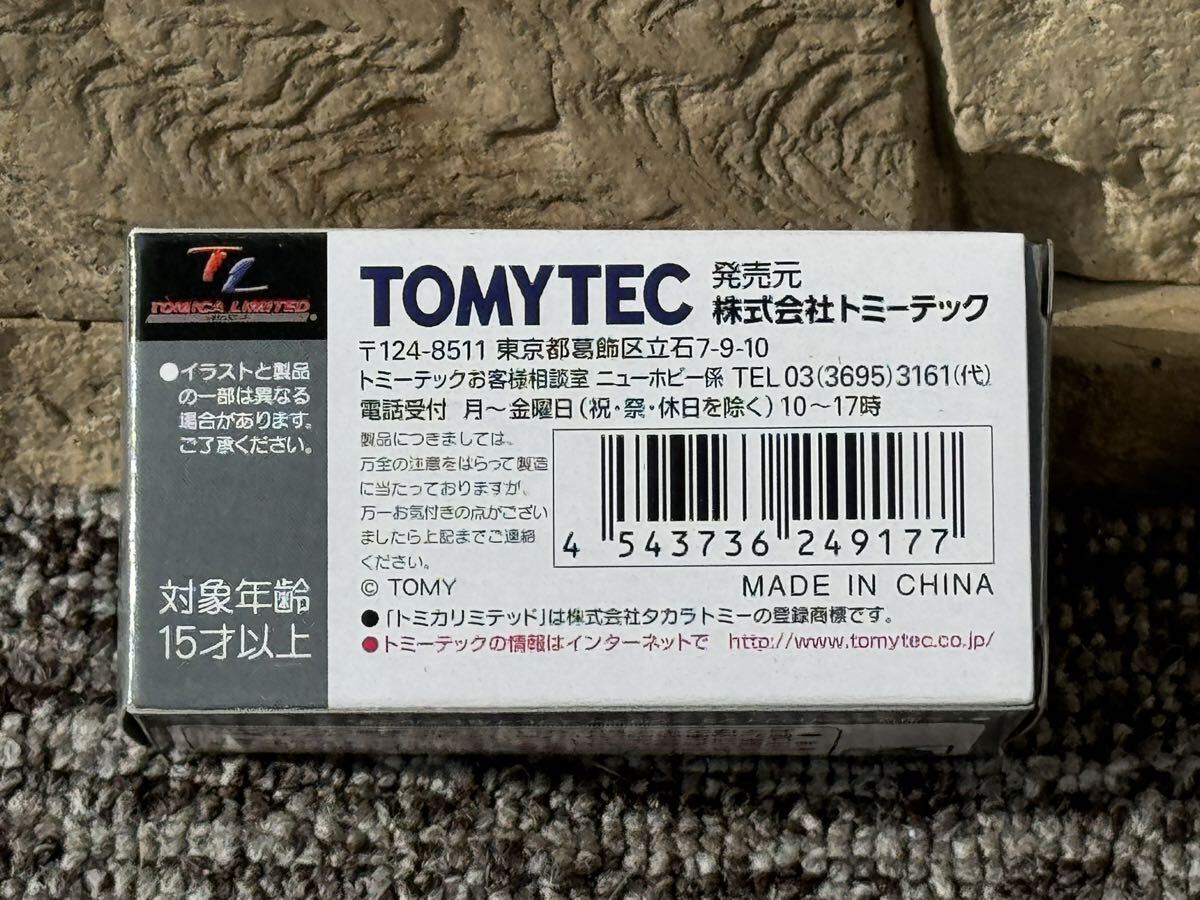 TL
TOMICA LIMITED
●イラストと製品
の一部は異なる
場合があります。
ご了承ください。
対象年齢
15才以上
TOMYTEC 発売元
株式会社トミーテック
〒124-8511 東京都葛飾区立石7-9-10
トミーテックお客様相談室 ニューホビー係 TEL 03(3695)3161(代)
電話受付 月〜金曜日(祝・祭・休日を除く)10〜17時
製品につきましては、
万全の注意をはらって製造
に当たっておりますが、
万一お気付きの点がござい
ましたら上記までご連絡
ください。
4 543736 249177
© TOMY MADE IN CHINA
●「トミカリミテッド」は株式会社タカラトミーの登録商標です。
●トミーテックの情報はインターネットで http://www.tomytec.co.jp/